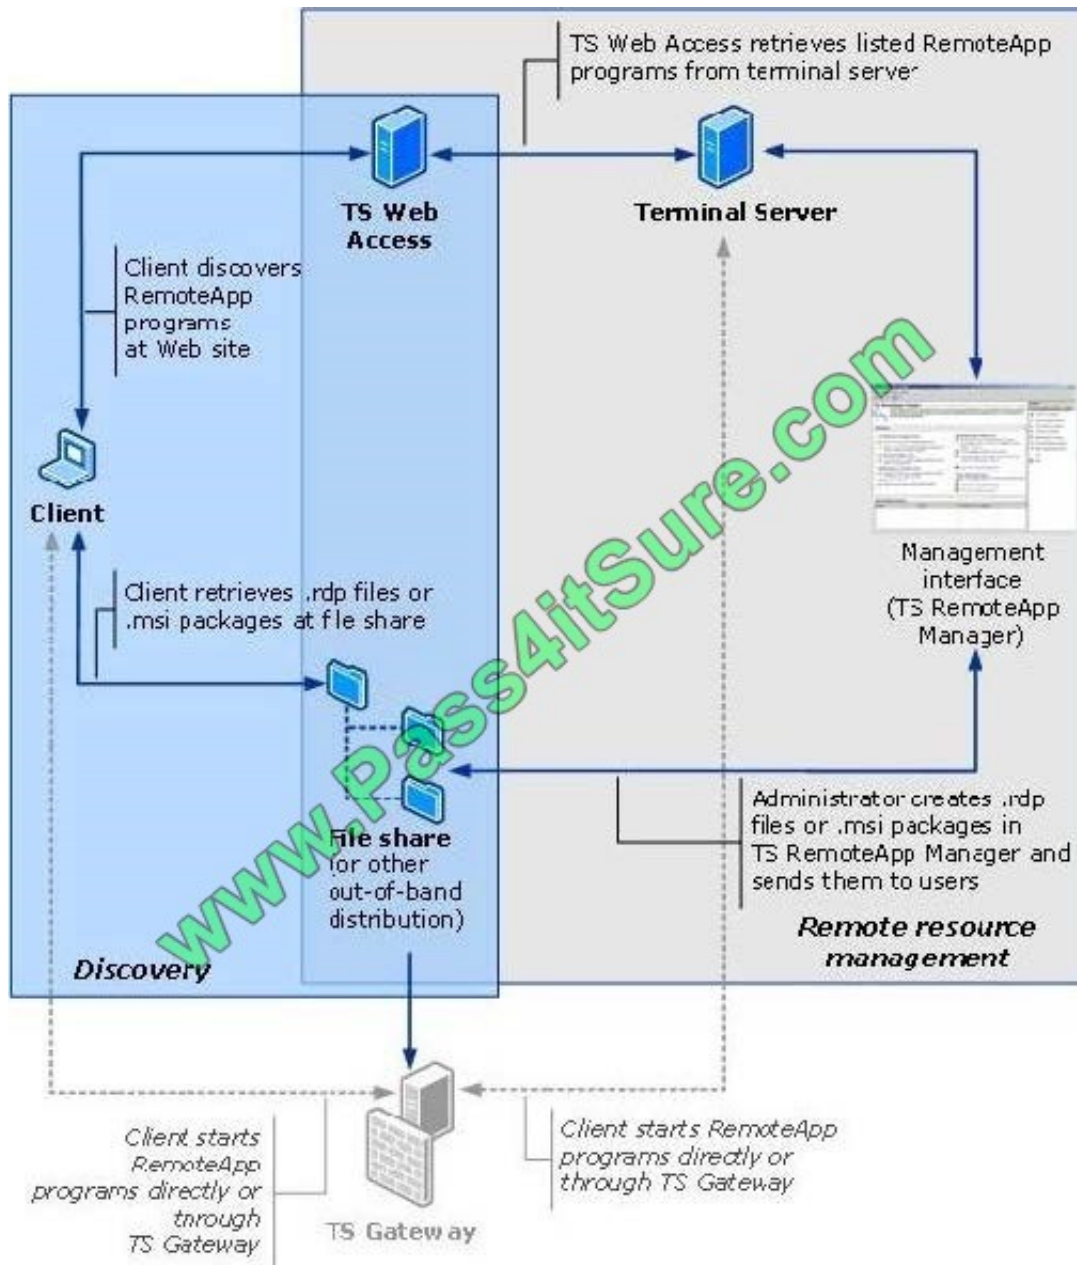 TS Web Access retrieves listed RemoteApp
programs from terminal server
TS Web
Access
Terminal Server
Client discovers
RemoteApp
programs
at Web site
Client
Client retrieves .rdp files or
.msi packages at file share
Management
interface
(TS RemoteApp
Manager)
File share
(or other
out-of-band
distribution)
Administrator creates .rdp
files or .msi packages in
TS RemoteApp Manager and
sends them to users
Discovery
Remote resource
management
Client starts
RemoteApp
programs directly or
through
TS Gateway
TS Gateway
Client starts RemoteApp
programs directly or
through TS Gateway
www.Pass4itSure.com